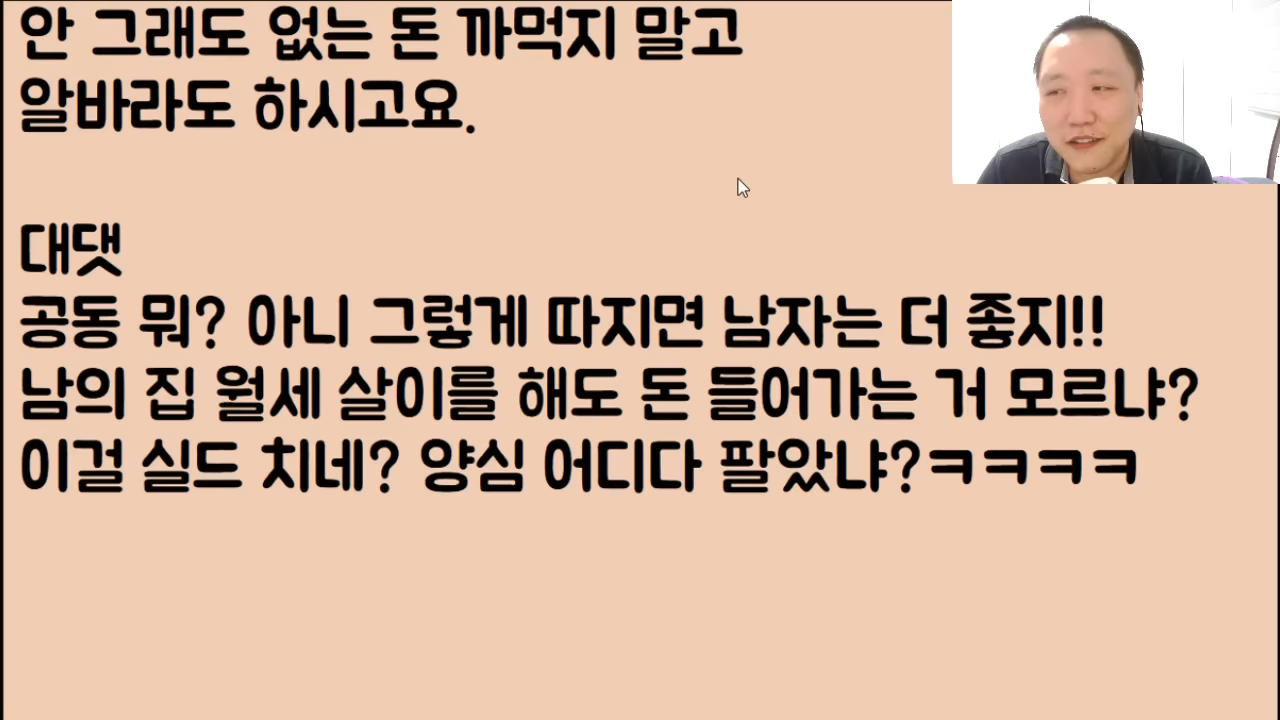 안 그래도 없는 돈 까먹지 말고
알바라도 하시고요.
대댓
공동 뭐? 아니 그렇게 따지면 남자는 더 좋지!!
남의 집 월세 살이를 해도 돈 들어가는 거 모르냐?
이걸 실드 치네? 양심 어디다 팔았냐?ㅋㅋㅋㅋ